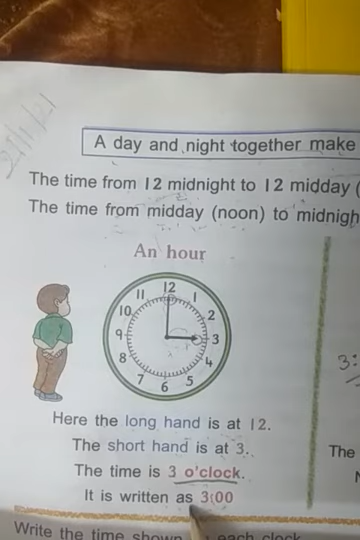 A day and night together make
The time from 12 midnight to 12 midday (
The time from midday (noon) to midnigh
An hour
12
11 1
10 2
9 3
8 4
7 5
6
3:
Here the long hand is at 12.
The short hand is at 3.
The
The time is 3 o'clock.
It is written as 3:00
Write the time shown each clock